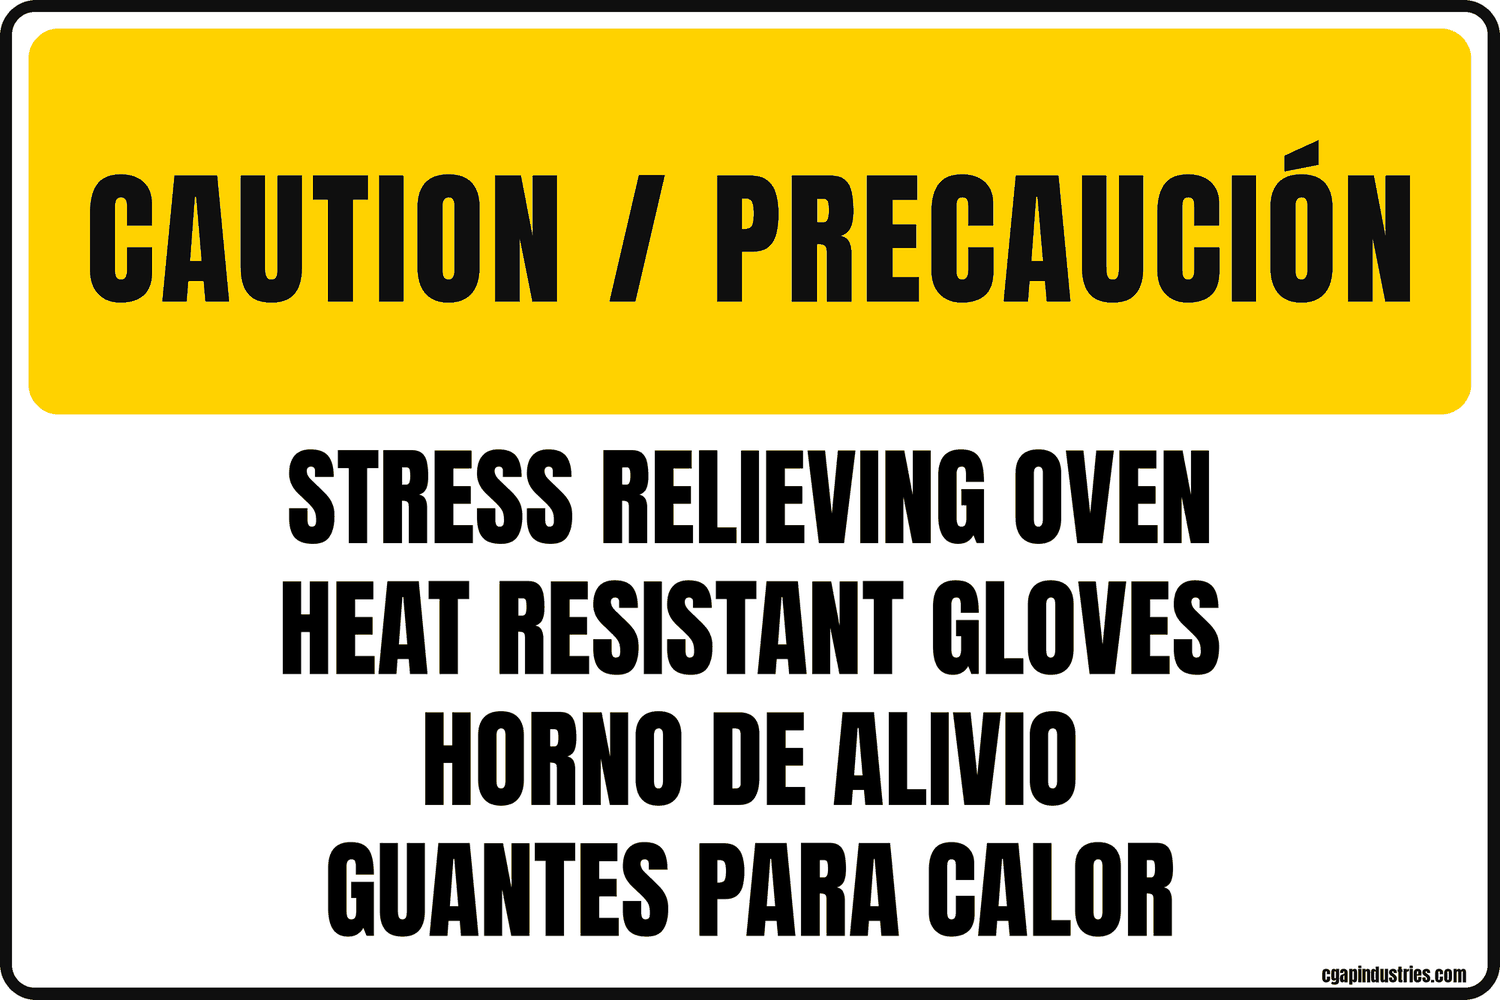 CAUTION / PRECAUCIÓN
STRESS RELIEVING OVEN
HEAT RESISTANT GLOVES
HORNO DE ALIVIO
GUANTES PARA CALOR
cgapindustries.com